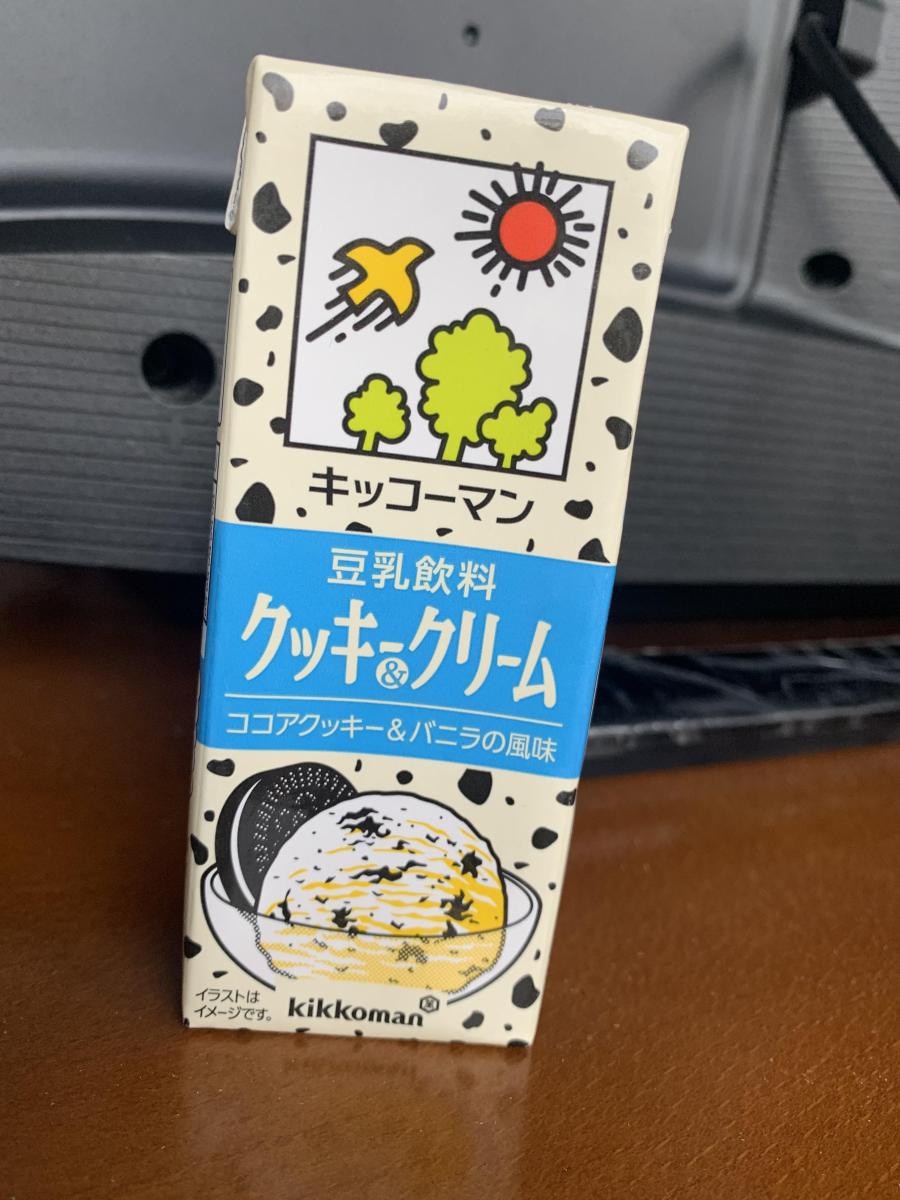 キッコーマン
豆乳飲料
クッキー&クリーム
ココアクッキー&バニラの風味
イラストは
イメージです。
kikkoman